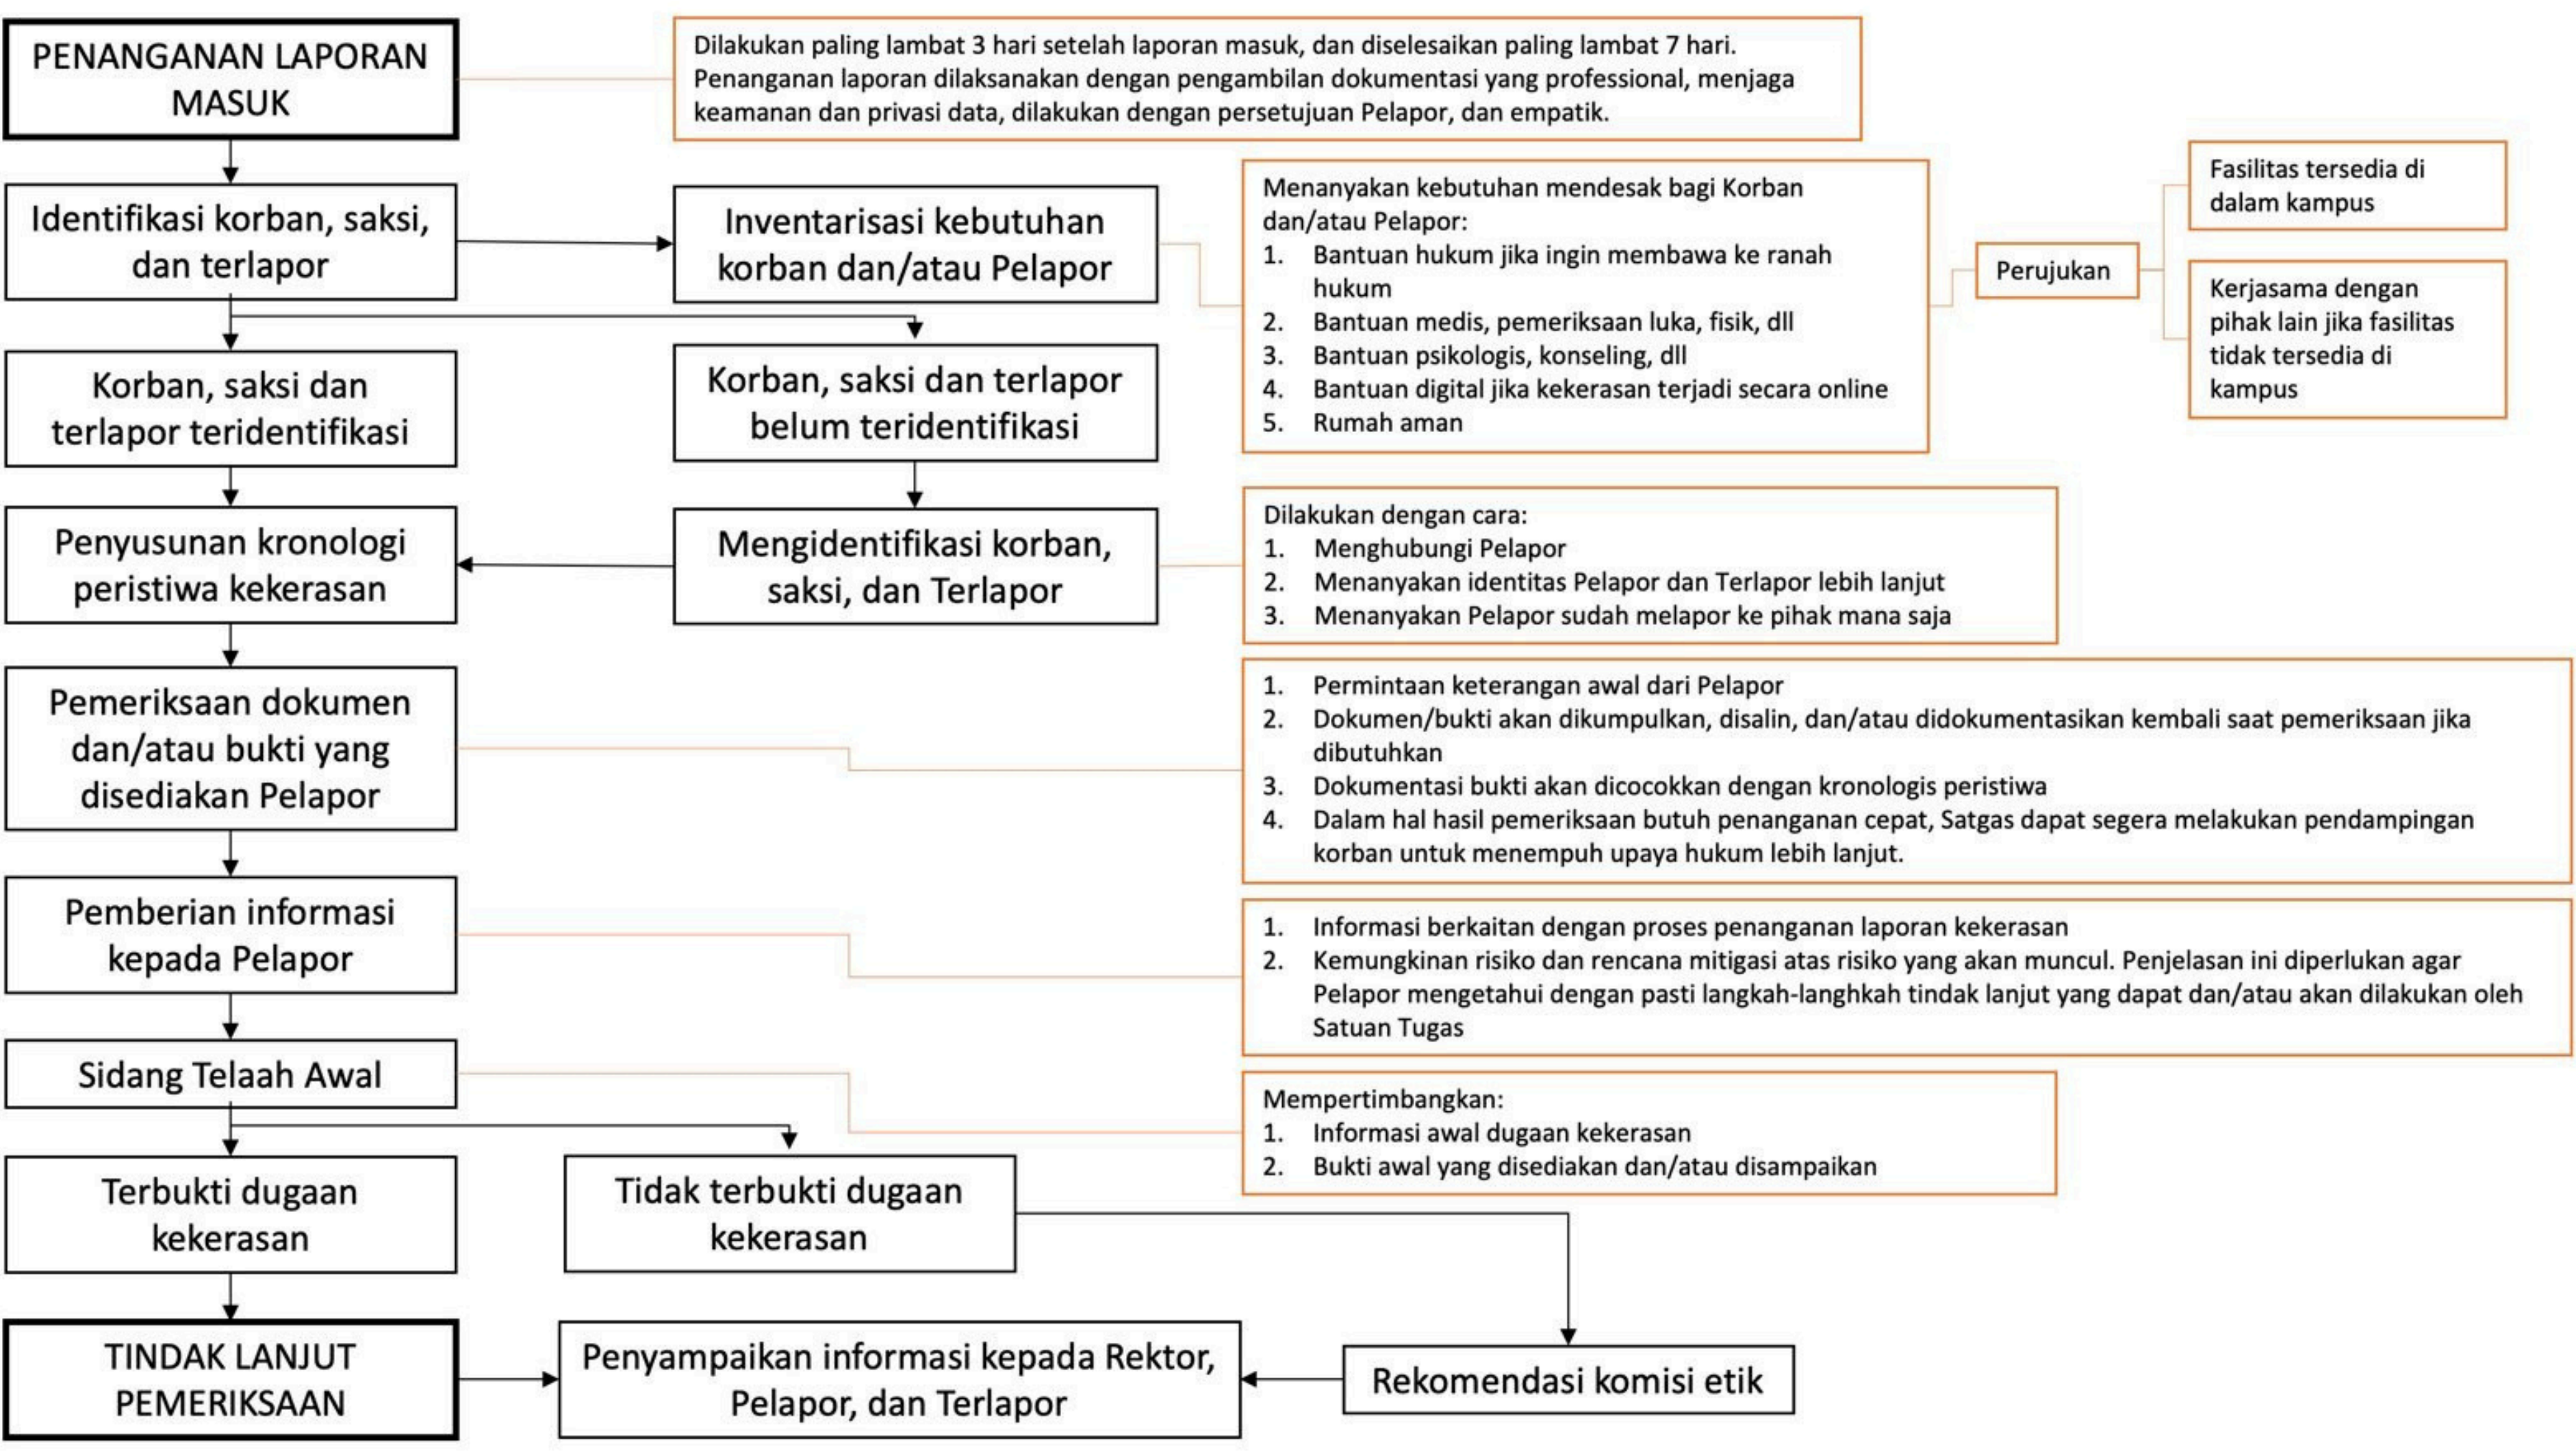 PENANGANAN LAPORAN
MASUK
Dilakukan paling lambat 3 hari setelah laporan masuk, dan diselesaikan paling lambat 7 hari.
Penanganan laporan dilaksanakan dengan pengambilan dokumentasi yang professional, menjaga
keamanan dan privasi data, dilakukan dengan persetujuan Pelapor, dan empatik.
Identifikasi korban, saksi,
dan terlapor
Inventarisasi kebutuhan
korban dan/atau Pelapor
Menanyakan kebutuhan mendesak bagi Korban
dan/atau Pelapor:
1. Bantuan hukum jika ingin membawa ke ranah
hukum
2. Bantuan medis, pemeriksaan luka, fisik, dll
3. Bantuan psikologis, konseling, dll
4. Bantuan digital jika kekerasan terjadi secara online
5. Rumah aman
Perujukan
Fasilitas tersedia di
dalam kampus
Kerjasama dengan
pihak lain jika fasilitas
tidak tersedia di
kampus
Korban, saksi dan
terlapor teridentifikasi
Korban, saksi dan terlapor
belum teridentifikasi
Penyusunan kronologi
peristiwa kekerasan
Mengidentifikasi korban,
saksi, dan Terlapor
Dilakukan dengan cara:
1. Menghubungi Pelapor
2. Menanyakan identitas Pelapor dan Terlapor lebih lanjut
3. Menanyakan Pelapor sudah melapor ke pihak mana saja
Pemeriksaan dokumen
dan/atau bukti yang
disediakan Pelapor
1. Permintaan keterangan awal dari Pelapor
2. Dokumen/bukti akan dikumpulkan, disalin, dan/atau didokumentasikan kembali saat pemeriksaan jika
dibutuhkan
3. Dokumentasi bukti akan dicocokkan dengan kronologis peristiwa
4. Dalam hal hasil pemeriksaan butuh penanganan cepat, Satgas dapat segera melakukan pendampingan
korban untuk menempuh upaya hukum lebih lanjut.
Pemberian informasi
kepada Pelapor
1. Informasi berkaitan dengan proses penanganan laporan kekerasan
2. Kemungkinan risiko dan rencana mitigasi atas risiko yang akan muncul. Penjelasan ini diperlukan agar
Pelapor mengetahui dengan pasti langkah-langhkah tindak lanjut yang dapat dan/atau akan dilakukan oleh
Satuan Tugas
Sidang Telaah Awal
Mempertimbangkan:
1. Informasi awal dugaan kekerasan
2. Bukti awal yang disediakan dan/atau disampaikan
Terbukti dugaan
kekerasan
Tidak terbukti dugaan
kekerasan
TINDAK LANJUT
PEMERIKSAAN
Penyampaikan informasi kepada Rektor,
Pelapor, dan Terlapor
Rekomendasi komisi etik